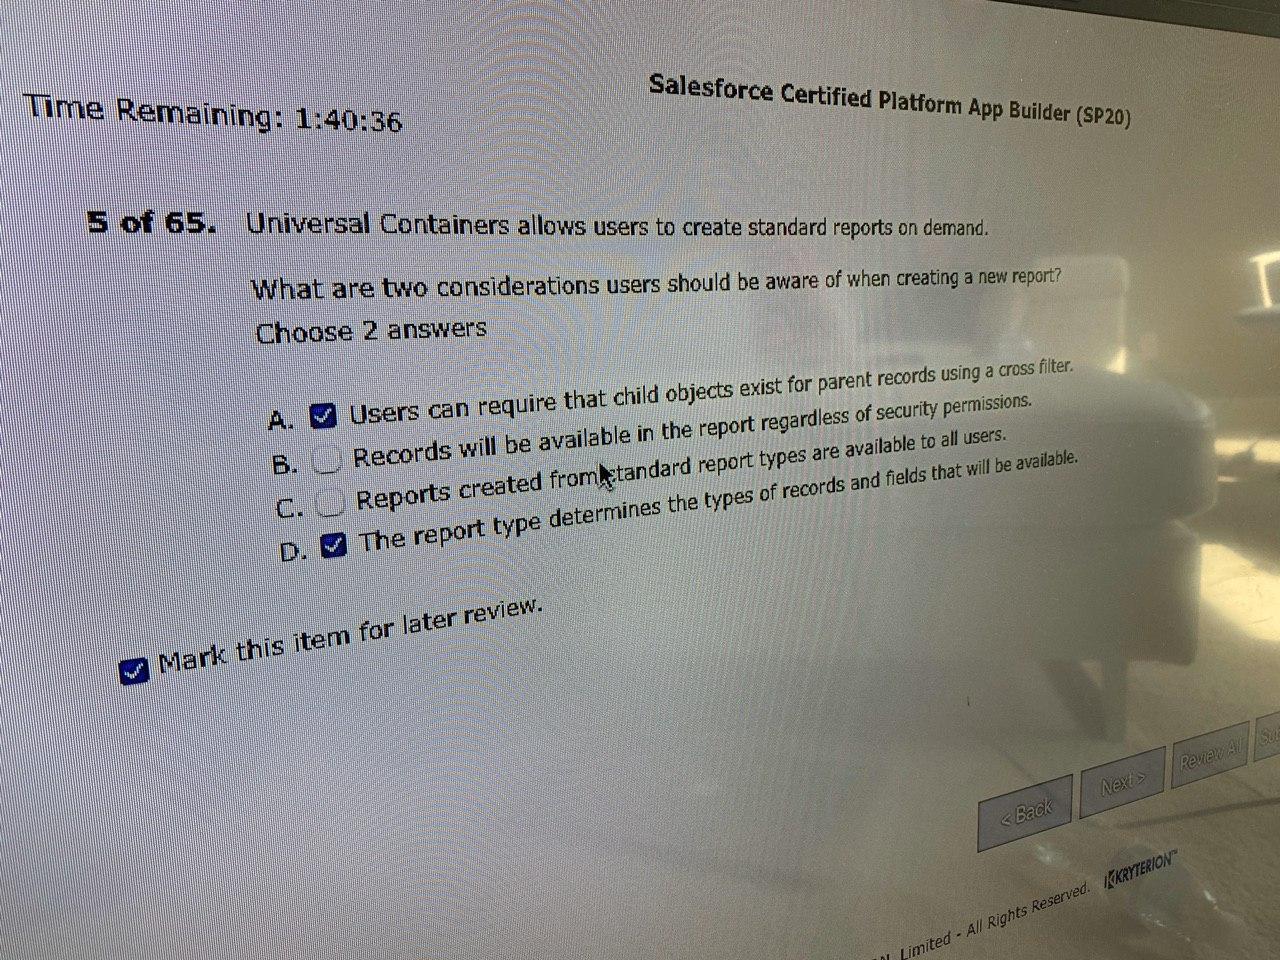 Salesforce Certified Platform App Builder (SP20)
Time Remaining: 1:40:36
5 of 65. Universal Containers allows users to create standard reports on demand.
What are two considerations users should be aware of when creating a new report?
Choose 2 answers
A. Users can require that child objects exist for parent records using a cross filter.
B. Records will be available in the report regardless of security permissions.
C. Reports created from standard report types are available to all users.
D. The report type determines the types of records and fields that will be available.
Mark this item for later review.
< Back
Next >
Review All
Limited - All Rights Reserved. KRYTERION™